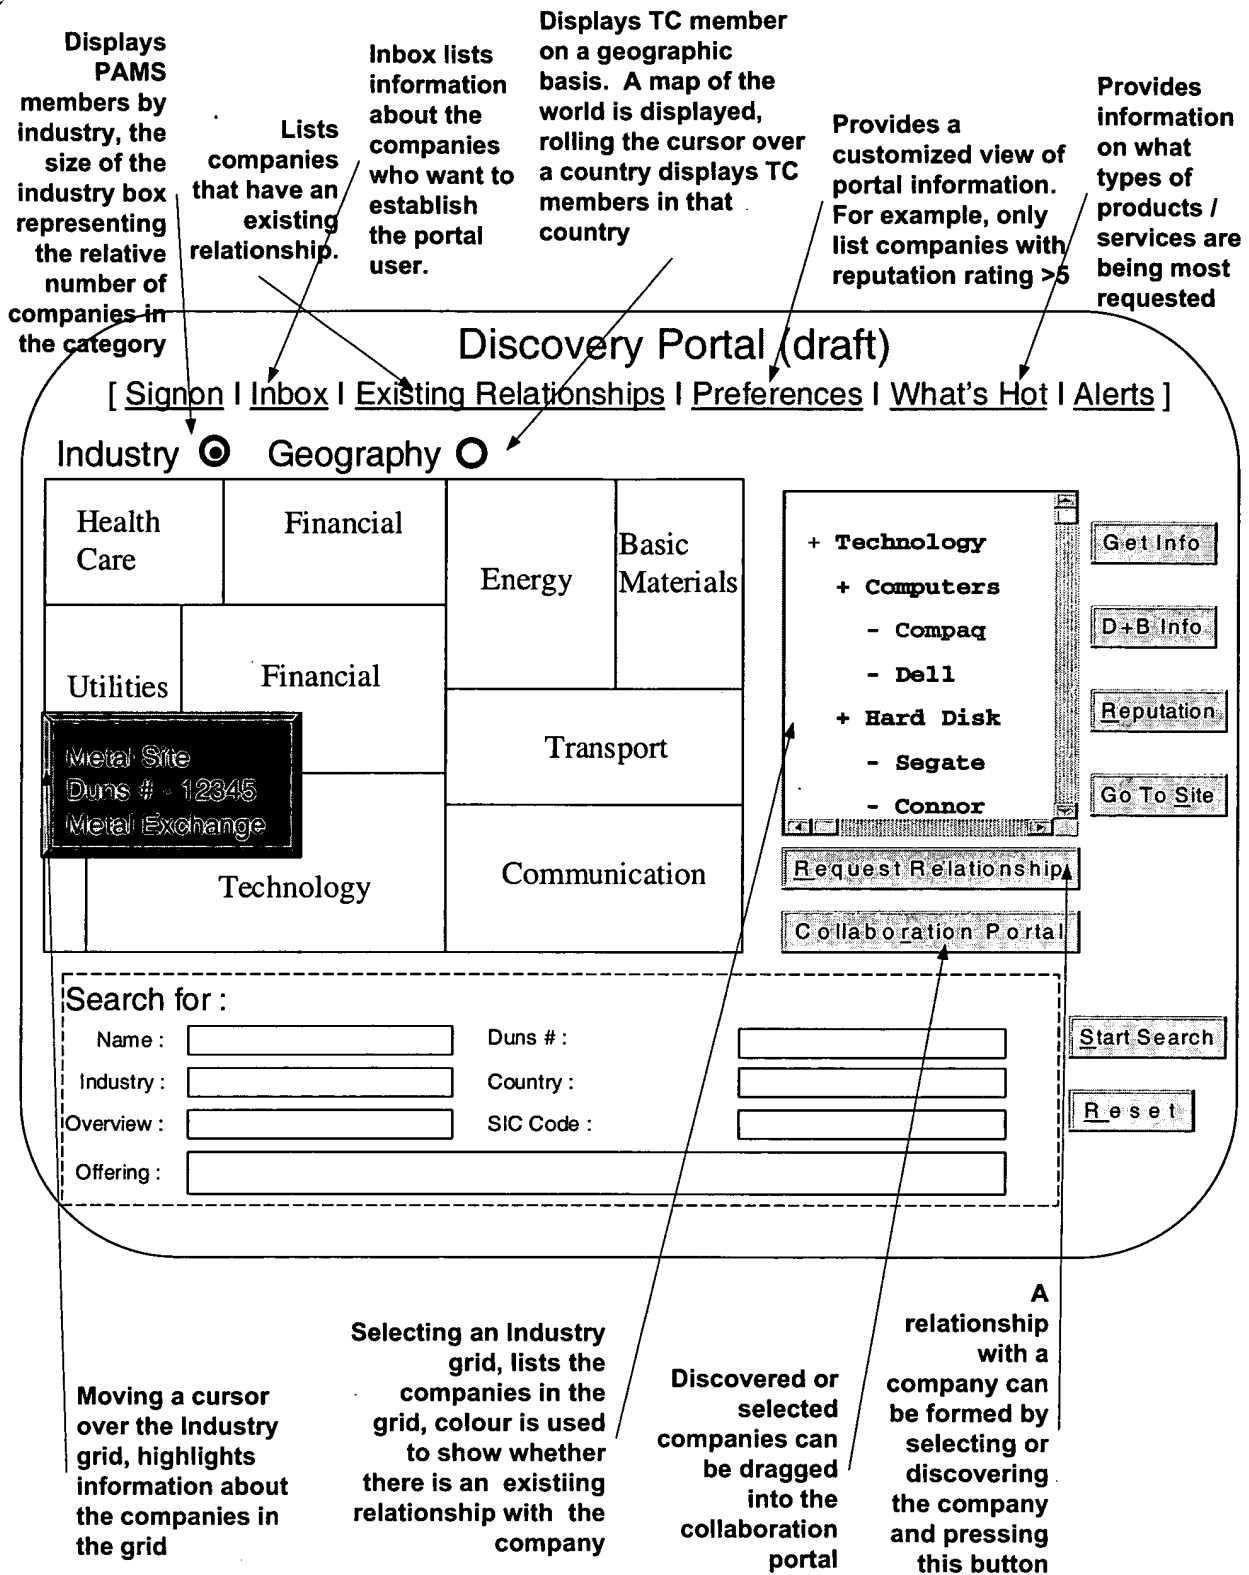 Displays
PAMS
members by
industry, the
size of the
industry box
representing
the relative
number of
companies in
the category
Lists
companies
that have an
existing
relationship.
Inbox lists
information
about the
companies
who want to
establish
the portal
user.
Displays TC member
on a geographic
basis. A map of the
world is displayed,
rolling the cursor over
a country displays TC
members in that
country
Provides a
customized view of
portal information.
For example, only
list companies with
reputation rating >5
Provides
information
on what
types of
products /
services are
being most
requested
Discovery Portal (draft)
[ Signon I Inbox I Existing Relationships I Preferences I What's Hot I Alerts ]
Industry Geography
Health
Care
Financial
Energy
Basic
Materials
Utilities
Financial
Transport
Metal Site
Duns # - 12345
Metal Exchange
Technology
Communication
+ Technology
+ Computers
- Compaq
- Dell
+ Hard Disk
- Segate
- Connor
Get Info
D+B Info
Reputation
Go To Site
Request Relationship
Collaboration Portal
Search for :
Name :
Duns # :
Industry :
Country :
Overview :
SIC Code :
Offering :
Start Search
Reset
Moving a cursor
over the Industry
grid, highlights
information about
the companies in
the grid
Selecting an Industry
grid, lists the
companies in the
grid, colour is used
to show whether
there is an existiing
relationship with the
company
Discovered or
selected
companies can
be dragged
into the
collaboration
portal
A
relationship
with a
company can
be formed by
selecting or
discovering
the company
and pressing
this button